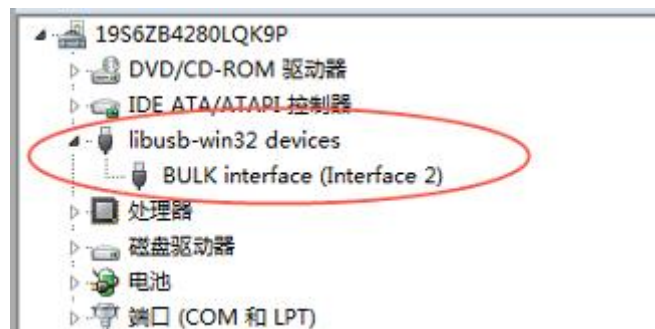 19S6ZB4280LQK9P
DVD/CD-ROM 驱动器
IDE ATA/ATAPI 控制器
libusb-win32 devices
BULK interface (Interface 2)
处理器
磁盘驱动器
电池
端口 (COM 和 LPT)